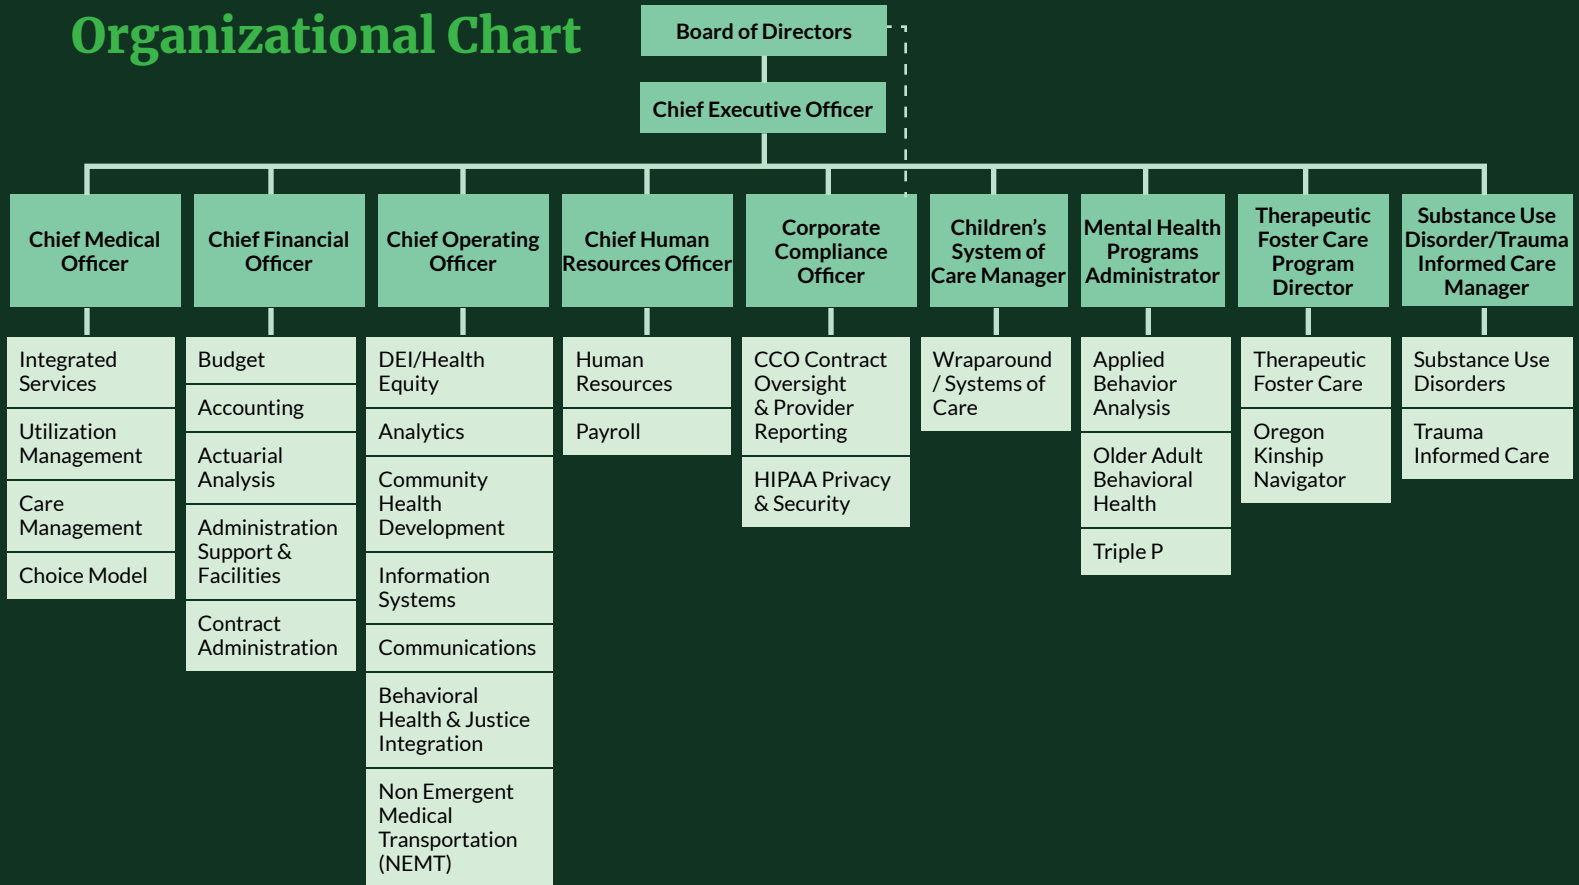 Organizational Chart
Board of Directors
Chief Executive Officer
Chief Medical
Officer
Integrated
Services
Utilization
Management
Care
Management
Choice Model
Chief Financial
Officer
Budget
Accounting
Actuarial
Analysis
Administration
Support &
Facilities
Contract
Administration
Chief Operating
Officer
DEI/Health
Equity
Analytics
Community
Health
Development
Information
Systems
Communications
Behavioral
Health & Justice
Integration
Non Emergent
Medical
Transportation
(NEMT)
Chief Human
Resources Officer
Human
Resources
Payroll
Corporate
Compliance
Officer
CCO Contract
Oversight
& Provider
Reporting
HIPAA Privacy
& Security
Children’s
System of
Care Manager
Wraparound
/ Systems of
Care
Mental Health
Programs
Administrator
Applied
Behavior
Analysis
Older Adult
Behavioral
Health
Triple P
Therapeutic
Foster Care
Program
Director
Therapeutic
Foster Care
Oregon
Kinship
Navigator
Substance Use
Disorder/Trauma
Informed Care
Manager
Substance Use
Disorders
Trauma
Informed Care